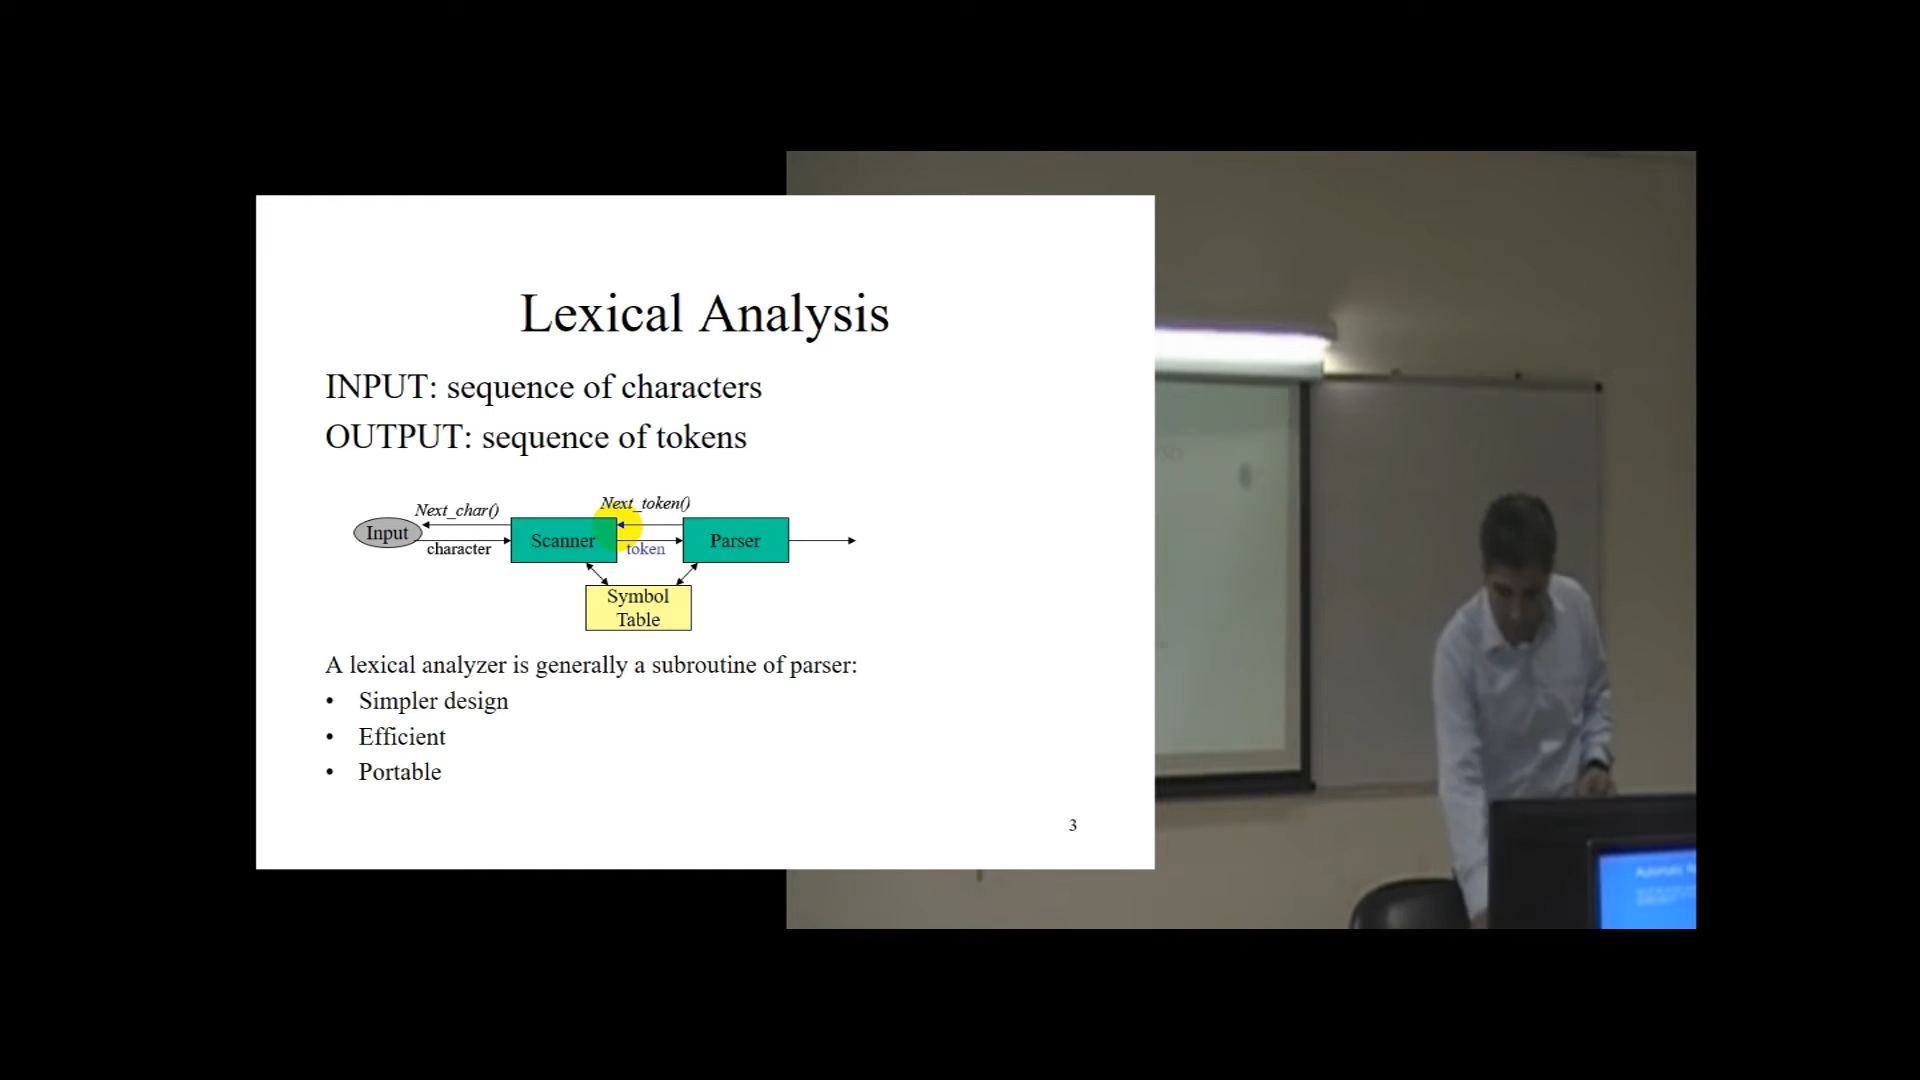 Lexical Analysis
INPUT: sequence of characters
OUTPUT: sequence of tokens
Next_char()
Next_token()
Input
Scanner
Parser
character
token
Symbol
Table
A lexical analyzer is generally a subroutine of parser:
• Simpler design
• Efficient
• Portable
3